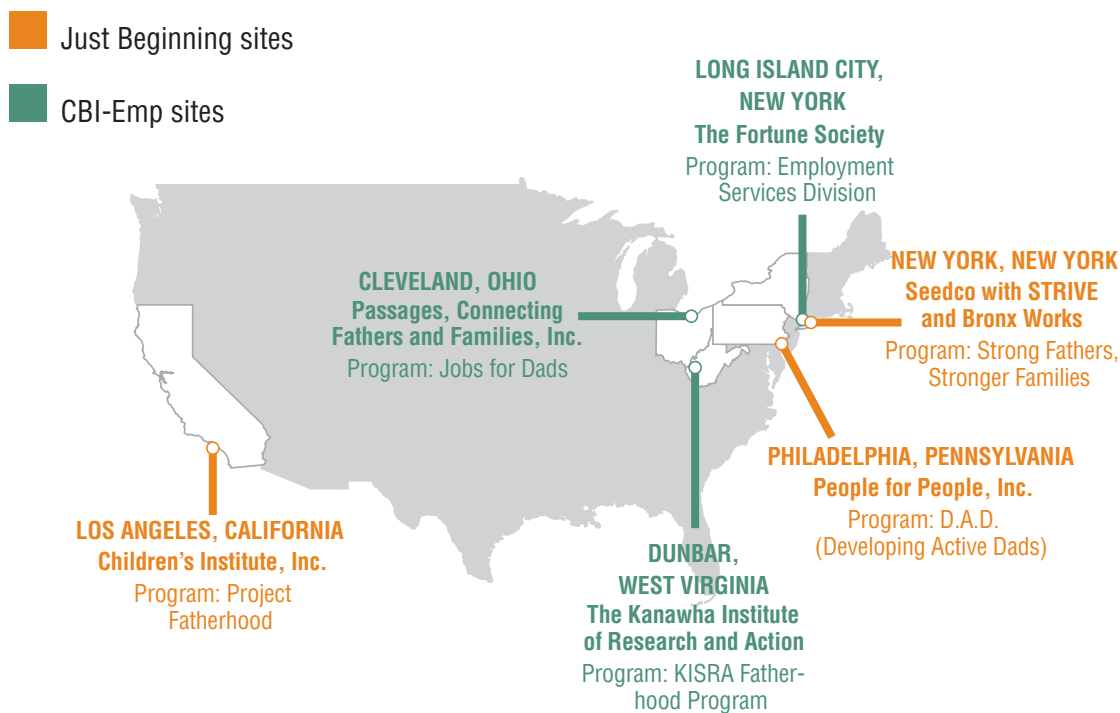 Just Beginning sites
CBI-Emp sites
LONG ISLAND CITY,
NEW YORK
The Fortune Society
Program: Employment
Services Division
CLEVELAND, OHIO
Passages, Connecting
Fathers and Families, Inc.
Program: Jobs for Dads
NEW YORK, NEW YORK
Seedco with STRIVE
and Bronx Works
Program: Strong Fathers,
Stronger Families
PHILADELPHIA, PENNSYLVANIA
People for People, Inc.
Program: D.A.D.
(Developing Active Dads)
LOS ANGELES, CALIFORNIA
Children’s Institute, Inc.
Program: Project
Fatherhood
DUNBAR,
WEST VIRGINIA
The Kanawha Institute
of Research and Action
Program: KISRA Father-
hood Program